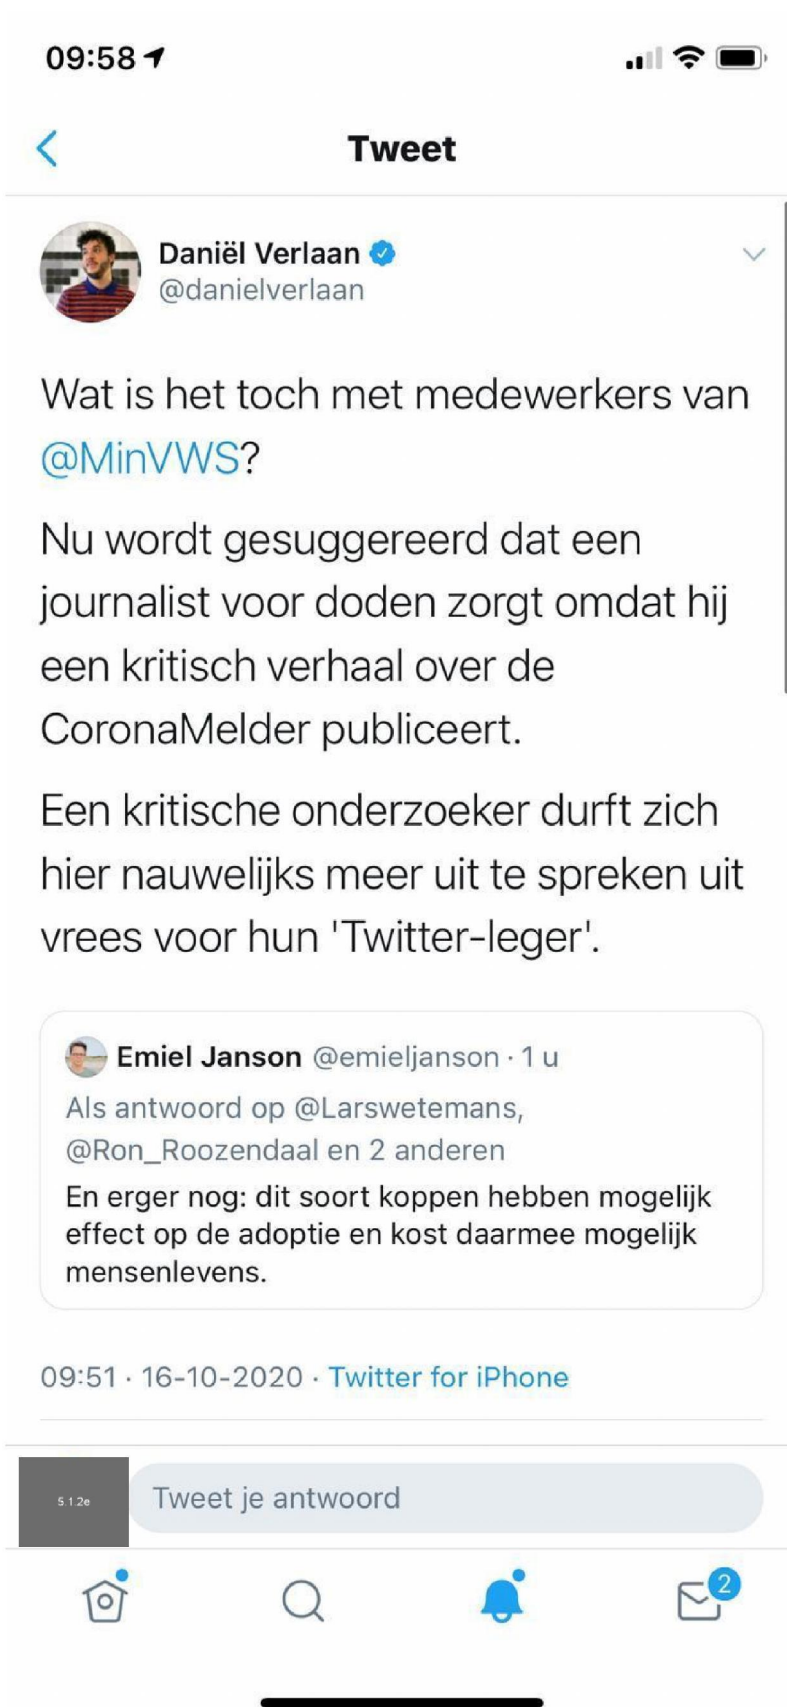 09:58
Tweet
Daniël Verlaan
@danielverlaan
Wat is het toch met medewerkers van
@MinVWS?
Nu wordt gesuggereerd dat een
journalist voor doden zorgt omdat hij
een kritisch verhaal over de
CoronaMelder publiceert.
Een kritische onderzoeker durft zich
hier nauwelijks meer uit te spreken uit
vrees voor hun 'Twitter-leger'.
Emiel Janson @emieljanson · 1 u
Als antwoord op @Larswetemans,
@Ron_Roozendaal en 2 anderen
En erger nog: dit soort koppen hebben mogelijk
effect op de adoptie en kost daarmee mogelijk
mensenlevens.
09:51 · 16-10-2020 · Twitter for iPhone
5.1.2e
Tweet je antwoord
2